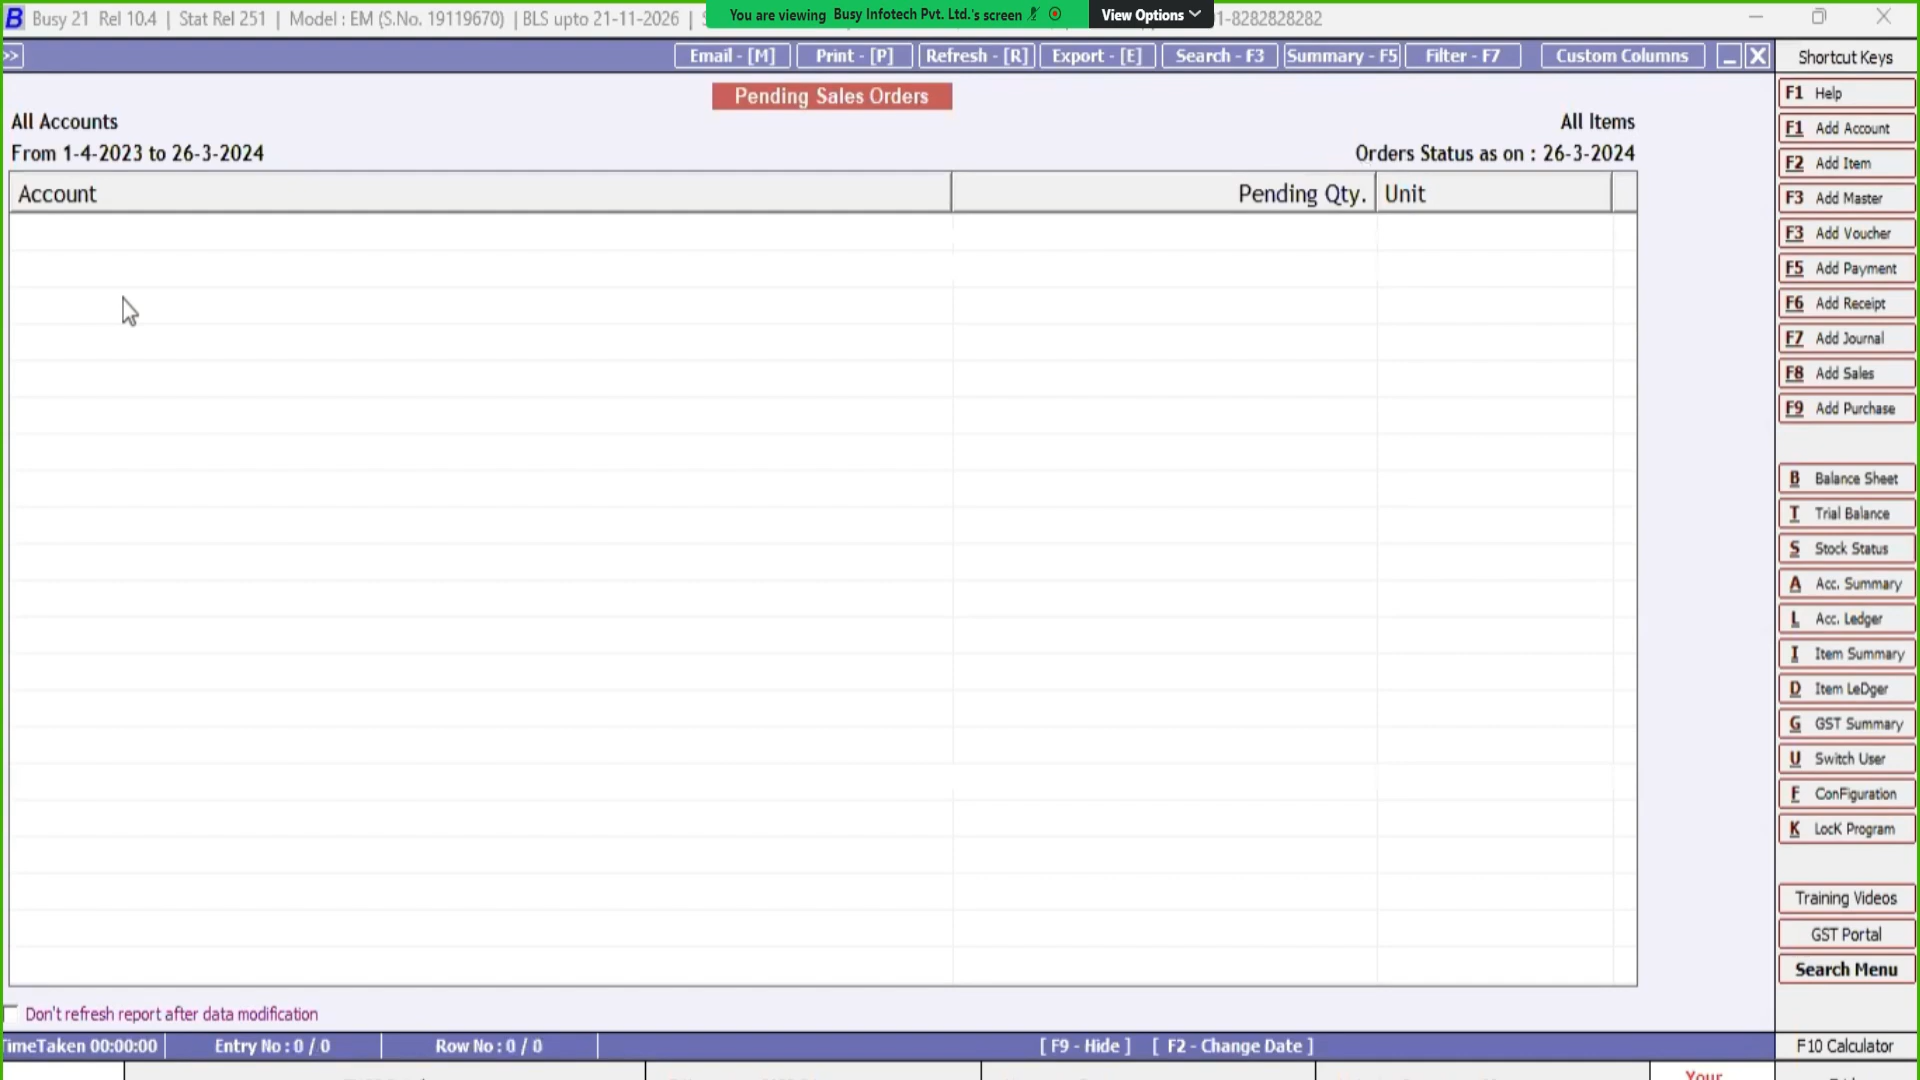 B Busy 21 Rel 10.4 | Stat Rel 251 | Model : EM (S.No. 19119670) | BLS upto 21-11-2026 |
You are viewing Busy Infotech Pvt. Ltd.'s screen
View Options
1-8282828282
>>
Email - [M]
Print - [P]
Refresh - [R]
Export - [E]
Search - F3
Summary - F5
Filter - F7
Custom Columns
Shortcut Keys
Pending Sales Orders
All Accounts
All Items
From 1-4-2023 to 26-3-2024
Orders Status as on : 26-3-2024
Account
Pending Qty.
Unit
F1 Help
F1 Add Account
F2 Add Item
F3 Add Master
F3 Add Voucher
F5 Add Payment
F6 Add Receipt
F7 Add Journal
F8 Add Sales
F9 Add Purchase
B Balance Sheet
T Trial Balance
S Stock Status
A Acc. Summary
L Acc. Ledger
I Item Summary
D Item LeDger
G GST Summary
U Switch User
F ConFiguration
K LocK Program
Training Videos
GST Portal
Search Menu
Don't refresh report after data modification
TimeTaken 00:00:00
Entry No : 0 / 0
Row No : 0 / 0
[ F9 - Hide ] [ F2 - Change Date ]
F10 Calculator
Your